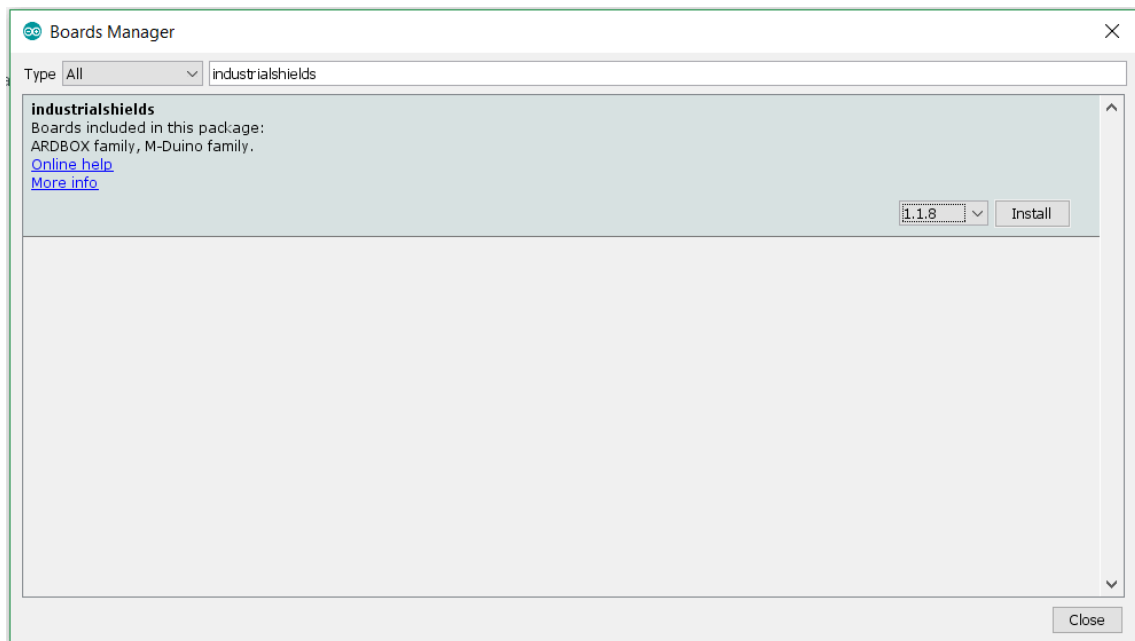 Boards Manager
Type All industrialshields
industrialshields
Boards included in this package:
ARDBOX family, M-Duino family.
Online help
More info
1.1.8 Install
Close